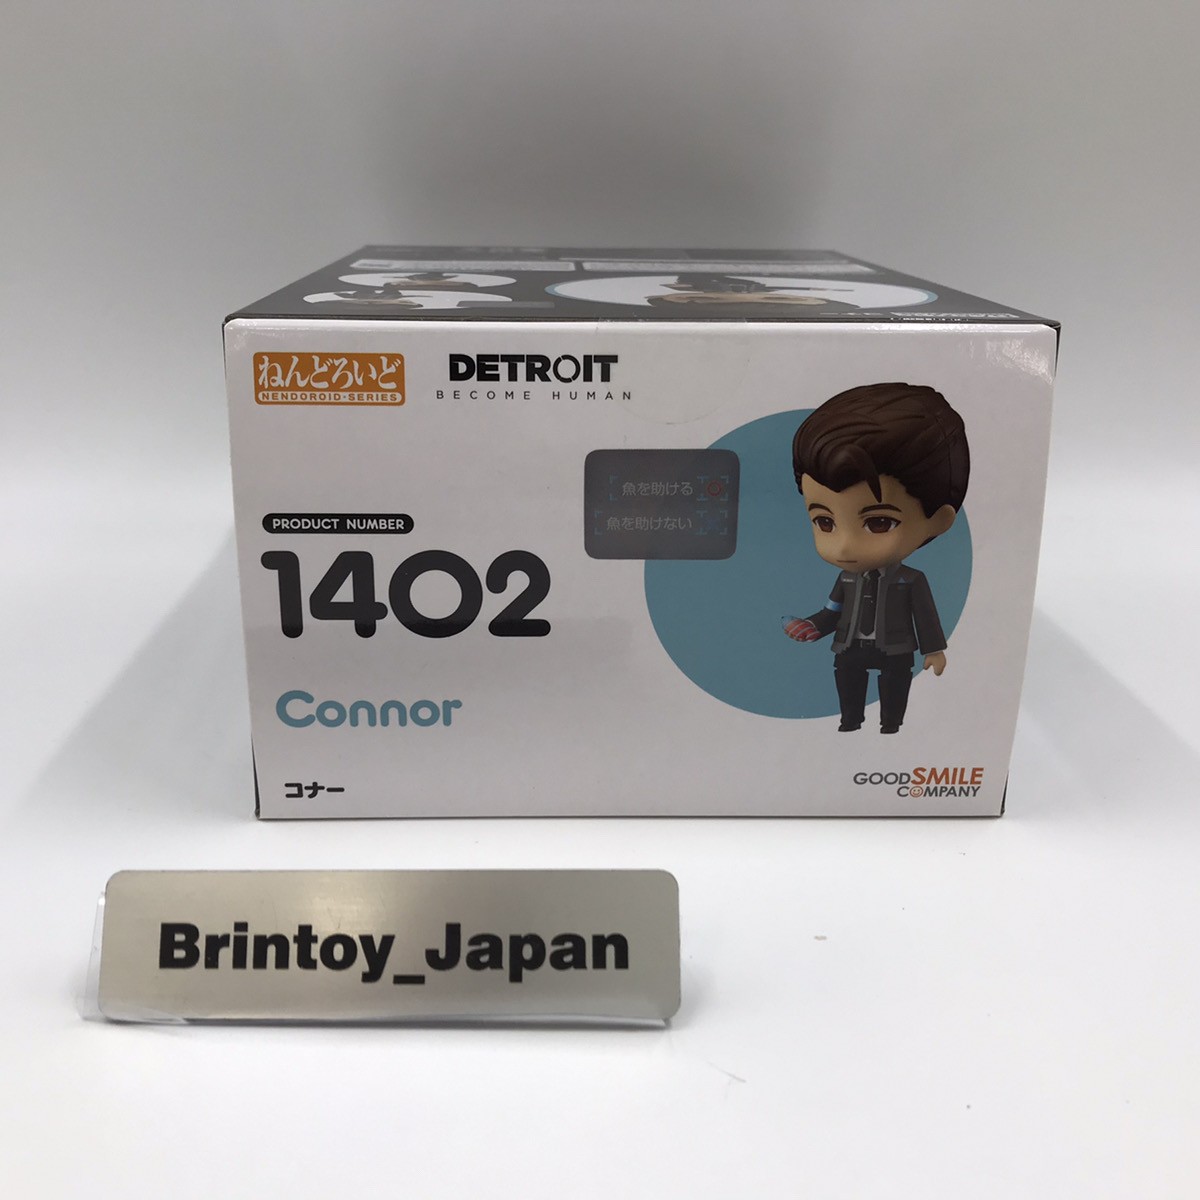 ねんどろいど
NENDOROID·SERIES
DETROIT
BECOME HUMAN
魚を助ける
魚を助けない
PRODUCT NUMBER
1402
Connor
コナー
GOOD SMILE
COMPANY
Brintoy_Japan